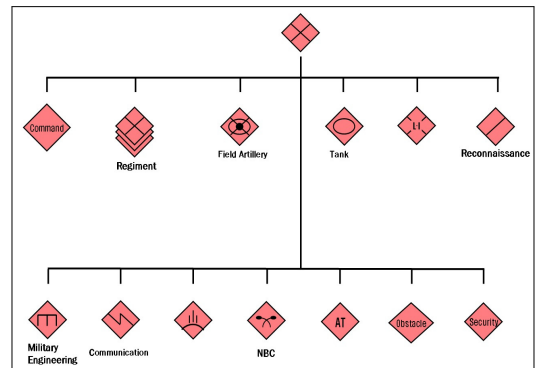 Command
Regiment
Field Artillery
Tank
Reconnaissance
Military
Engineering
Communication
NBC
AT
Obstacle
Security